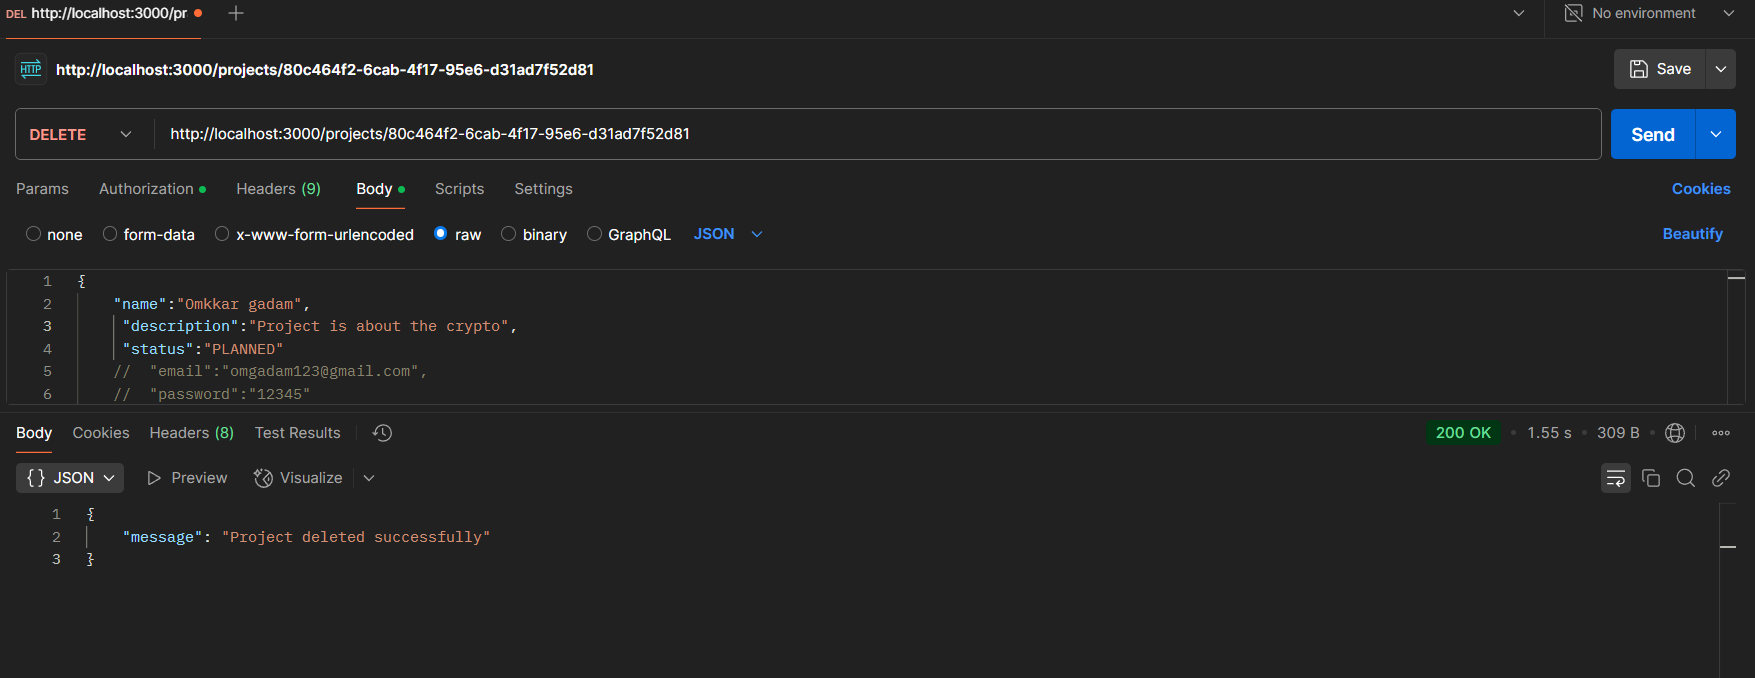 DEL http://localhost:3000/pr
No environment
HTTP http://localhost:3000/projects/80c464f2-6cab-4f17-95e6-d31ad7f52d81
Save
DELETE http://localhost:3000/projects/80c464f2-6cab-4f17-95e6-d31ad7f52d81
Send
Params Authorization Headers (9) Body Scripts Settings Cookies
none form-data x-www-form-urlencoded raw binary GraphQL JSON Beautify
1 {
2 "name":"Omkkar gadam",
3 "description":"Project is about the crypto",
4 "status":"PLANNED"
5 // "email":"omgadam123@gmail.com",
6 // "password":"12345"
Body Cookies Headers (8) Test Results 200 OK • 1.55 s • 309 B •
{} JSON Preview Visualize
1 {
2 "message": "Project deleted successfully"
3 }